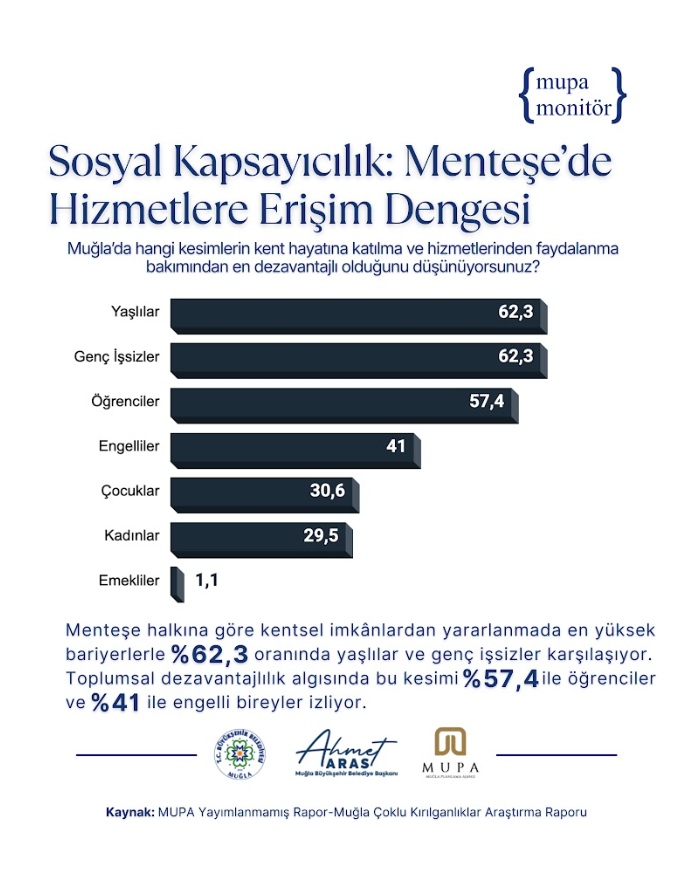 {mupa
monitör}
Sosyal Kapsayıcılık: Menteşe’de
Hizmetlere Erişim Dengesi
Muğla’da hangi kesimlerin kent hayatına katılma ve hizmetlerinden faydalanma
bakımından en dezavantajlı olduğunu düşünüyorsunuz?
Yaşlılar 62,3
Genç İşsizler 62,3
Öğrenciler 57,4
Engelliler 41
Çocuklar 30,6
Kadınlar 29,5
Emekliler 1,1
Menteşe halkına göre kentsel imkânlardan yararlanmada en yüksek
bariyerlerle %62,3 oranında yaşlılar ve genç işsizler karşılaşıyor.
Toplumsal dezavantajlılık algısında bu kesimi %57,4 ile öğrenciler
ve %41 ile engelli bireyler izliyor.
T.C. BÜYÜKŞEHİR BELEDİYESİ
MUĞLA
Ahmet
ARAS
Muğla Büyükşehir Belediye Başkanı
MUPA
Kaynak: MUPA Yayımlanmamış Rapor-Muğla Çoklu Kırılganlıklar Araştırma Raporu